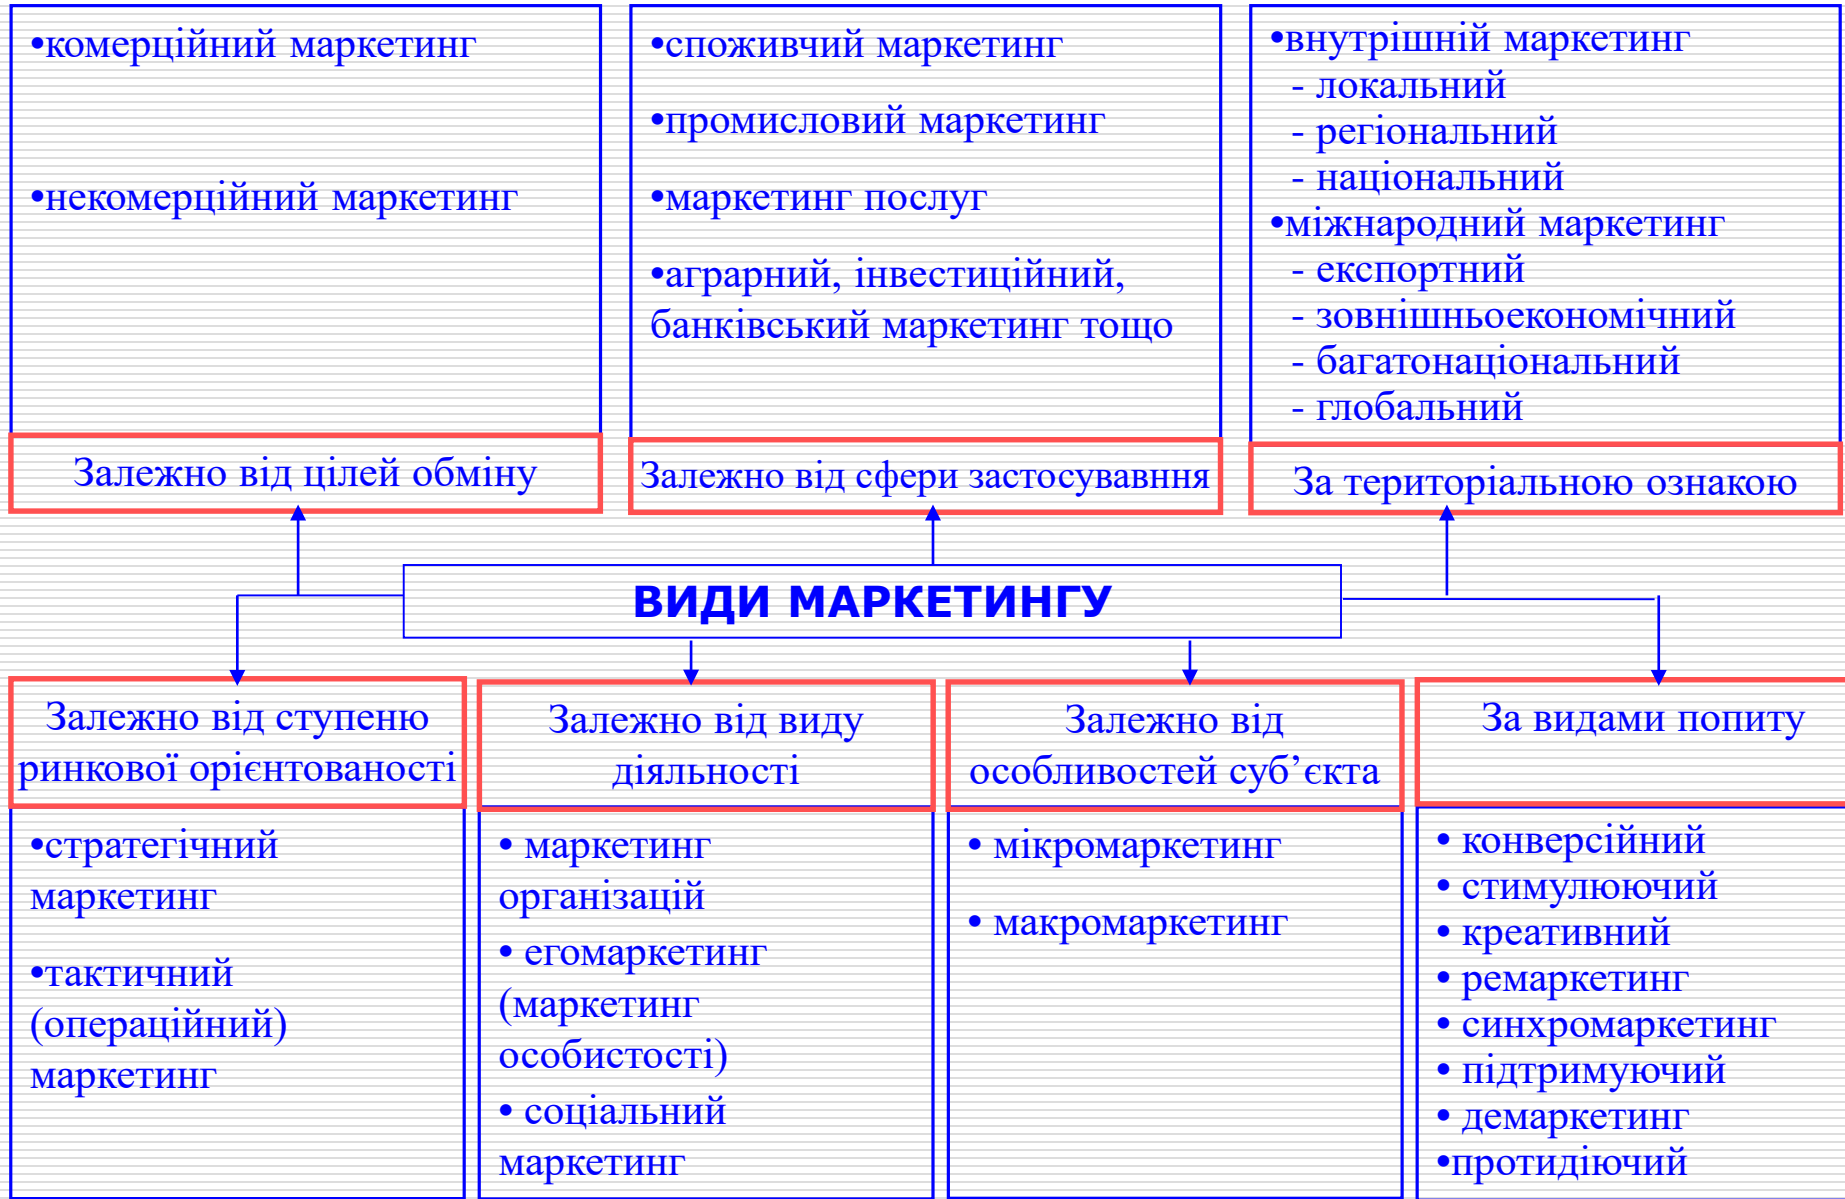 •комерційний маркетинг
•некомерційний маркетинг
Залежно від цілей обміну
•споживчий маркетинг
•промисловий маркетинг
•маркетинг послуг
•аграрний, інвестиційний,
банківський маркетинг тощо
Залежно від сфери застосувавння
•внутрішній маркетинг
- локальний
- регіональний
- національний
•міжнародний маркетинг
- експортний
- зовнішньоекономічний
- багатонаціональний
- глобальний
За територіальною ознакою
ВИДИ МАРКЕТИНГУ
Залежно від ступеню
ринкової орієнтованості
•стратегічний
маркетинг
•тактичний
(операційний)
маркетинг
Залежно від виду
діяльності
• маркетинг
організацій
• егомаркетинг
(маркетинг
особистості)
• соціальний
маркетинг
Залежно від
особливостей суб’єкта
• мікромаркетинг
• макромаркетинг
За видами попиту
• конверсійний
• стимулюючий
• креативний
• ремаркетинг
• синхромаркетинг
• підтримуючий
• демаркетинг
•протидіючий